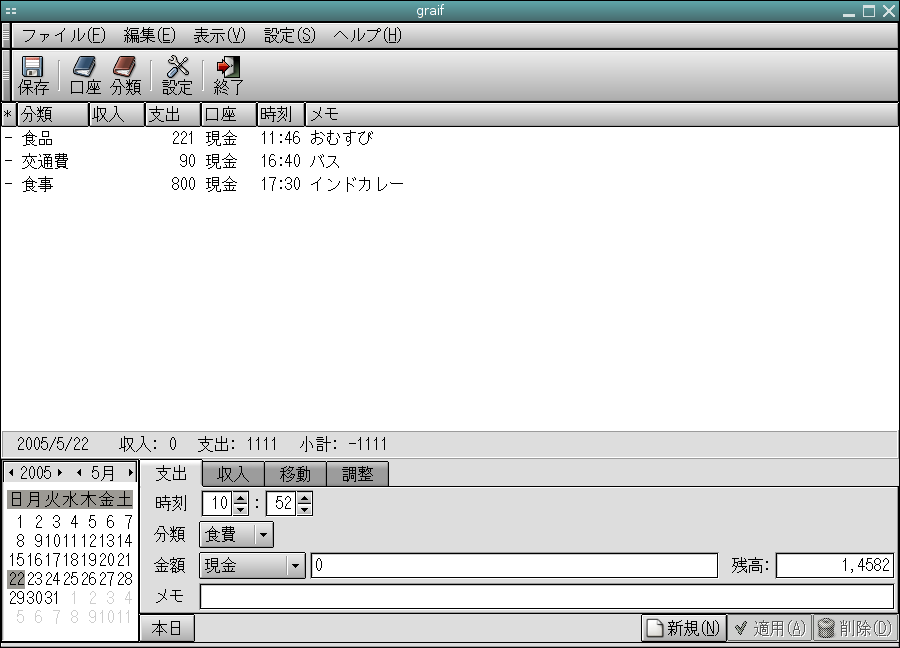 graif
ファイル(F) 編集(E) 表示(V) 設定(S) ヘルプ(H)
保存 口座 分類 設定 終了
* 分類 収入 支出 口座 時刻 メモ
- 食品 221 現金 11:46 おむすび
- 交通費 90 現金 16:40 バス
- 食事 800 現金 17:30 インドカレー
2005/5/22 収入: 0 支出: 1111 小計: -1111
2005 5月
日月火水木金土
1 2 3 4 5 6 7
8 9 10 11 12 13 14
15 16 17 18 19 20 21
22 23 24 25 26 27 28
29 30 31 1 2 3 4
5 6 7 8 9 10 11
支出 収入 移動 調整
時刻 10 : 52
分類 食費
金額 現金 0 残高: 1,4582
メモ
本日 新規(N) 適用(A) 削除(D)